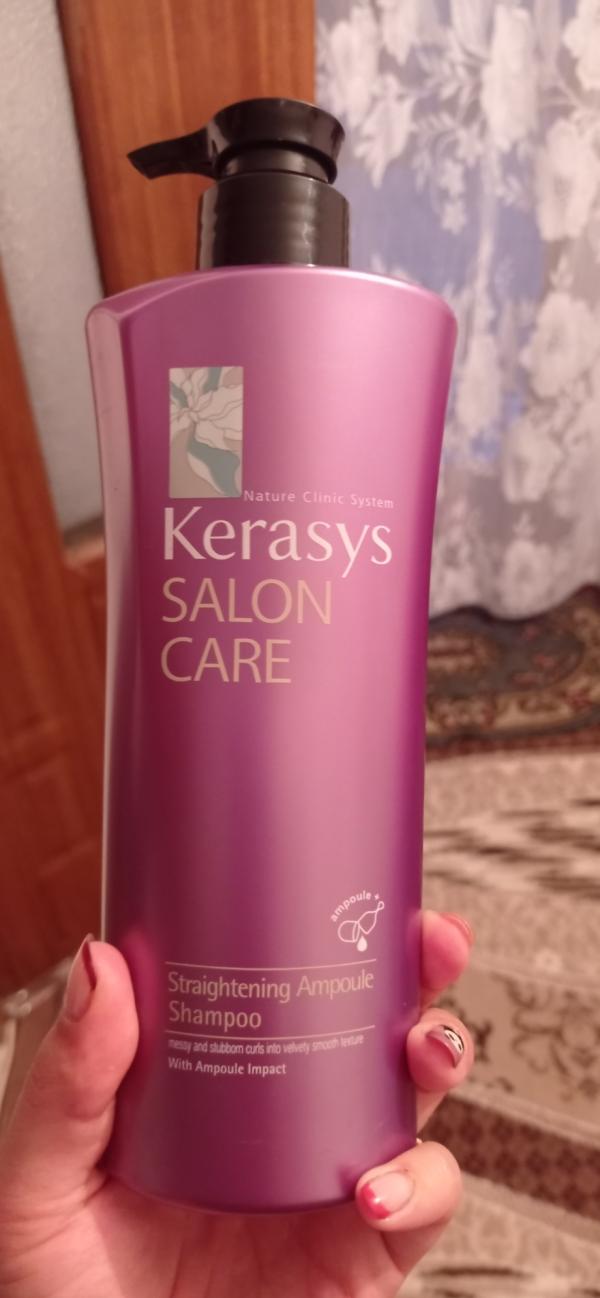 Nature Clinic System
Kerasys
SALON
CARE
ampoule +
Straightening Ampoule
Shampoo
messy and stubborn curls into velvety smooth texture
With Ampoule Impact